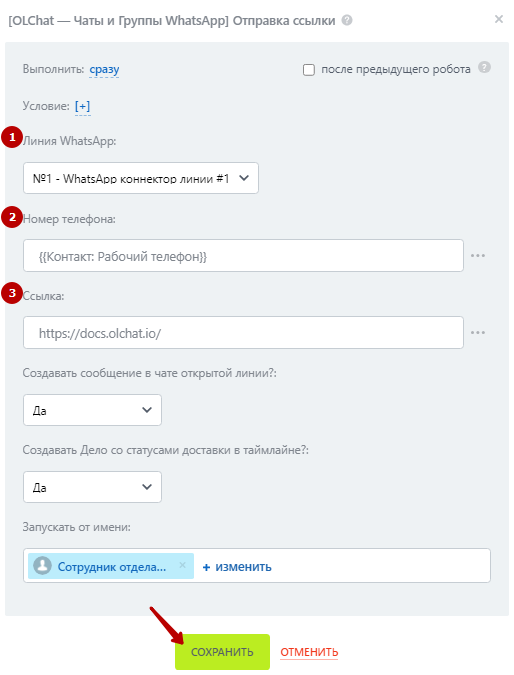 [OLChat — Чаты и Группы WhatsApp] Отправка ссылки ?
Выполнить: сразу
после предыдущего робота ?
Условие: [+]
1 Линия WhatsApp:
№1 - WhatsApp коннектор линии #1
2 Номер телефона:
{{Контакт: Рабочий телефон}}
3 Ссылка:
https://docs.olchat.io/
Создавать сообщение в чате открытой линии?:
Да
Создавать Дело со статусами доставки в таймлайне?:
Да
Запускать от имени:
Сотрудник отдела... + изменить
СОХРАНИТЬ ОТМЕНИТЬ